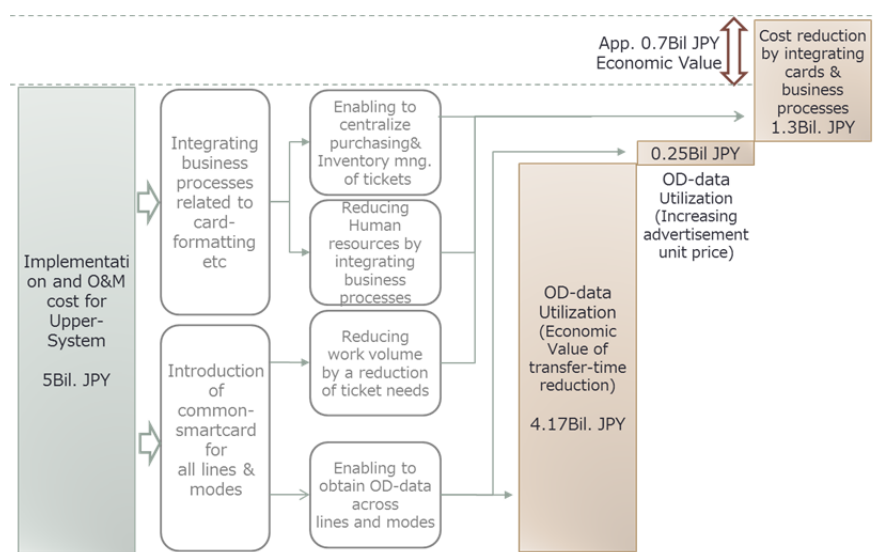 Implementati
on and O&M
cost for
Upper-
System
5Bil. JPY
Integrating
business
processes
related to
card-
formatting
etc
Introduction
of
common-
smartcard
for
all lines &
modes
Enabling to
centralize
purchasing&
Inventory mng.
of tickets
Reducing
Human
resources by
integrating
business
processes
Reducing
work volume
by a reduction
of ticket needs
Enabling to
obtain OD-data
across
lines and modes
OD-data
Utilization
(Economic
Value of
transfer-time
reduction)
4.17Bil. JPY
0.25Bil JPY
OD-data
Utilization
(Increasing
advertisement
unit price)
App. 0.7Bil JPY
Economic Value
Cost reduction
by integrating
cards &
business
processes
1.3Bil. JPY